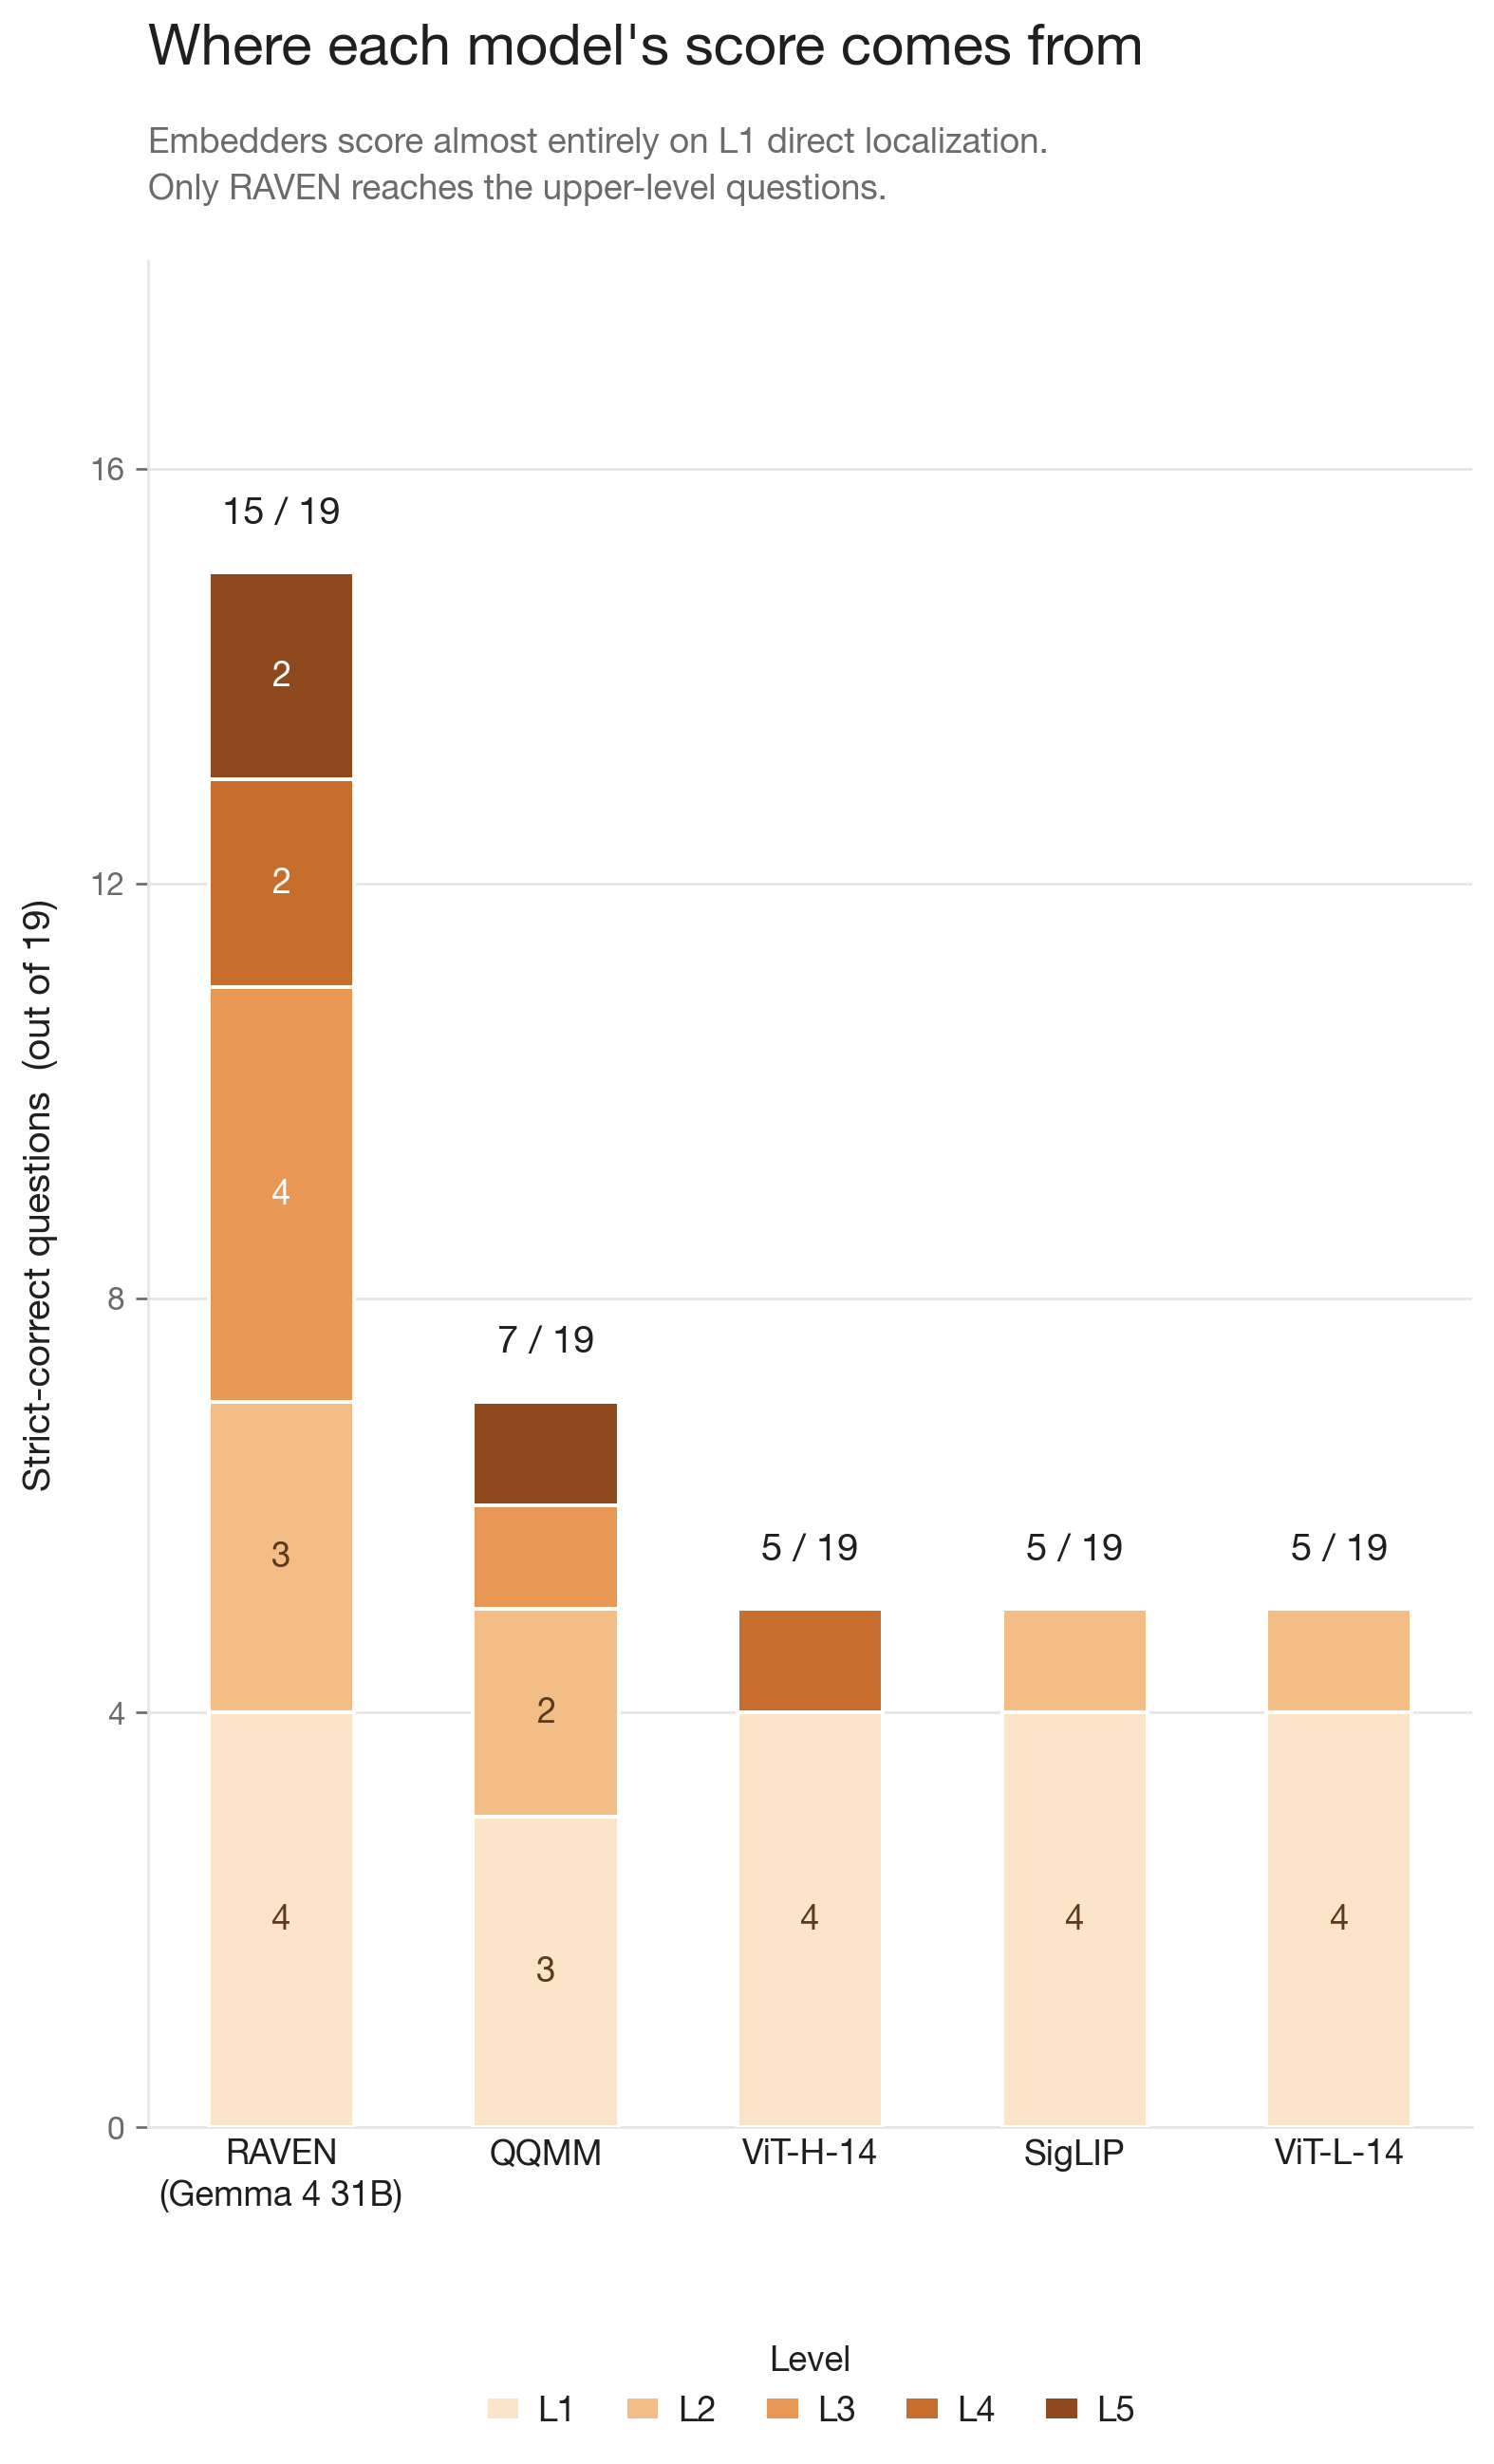 Where each model's score comes from
Embedders score almost entirely on L1 direct localization.
Only RAVEN reaches the upper-level questions.
Strict-correct questions (out of 19)
16
12
8
4
0
15 / 19
2
2
4
3
4
7 / 19
2
3
5 / 19
4
5 / 19
4
5 / 19
4
RAVEN
(Gemma 4 31B)
QQMM
ViT-H-14
SigLIP
ViT-L-14
Level
L1 L2 L3 L4 L5